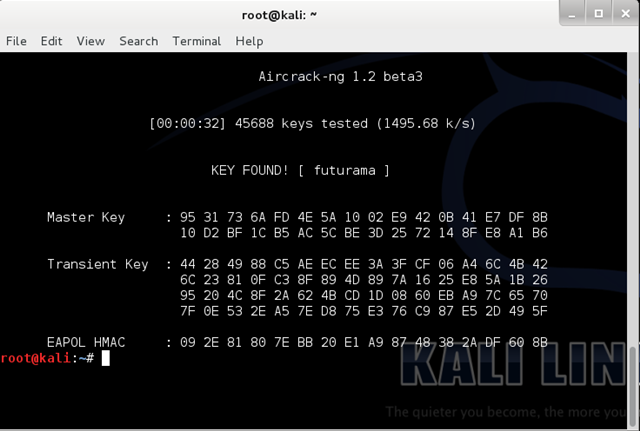 root@kali: ~
File Edit View Search Terminal Help
Aircrack-ng 1.2 beta3
[00:00:32] 45688 keys tested (1495.68 k/s)
KEY FOUND! [ futurama ]
Master Key : 95 31 73 6A FD 4E 5A 10 02 E9 42 0B 41 E7 DF 8B
10 D2 BF 1C B5 AC 5C BE 3D 25 72 14 8F E8 A1 B6
Transient Key : 44 28 49 88 C5 AE EC EE 3A 3F CF 06 A4 6C 4B 42
6C 23 81 0F C3 8F 89 4D 89 7A 16 25 E8 5A 1B 26
95 20 4C 8F 2A 62 4B CD 1D 08 60 EB A9 7C 65 70
7F 0E 53 2E A5 7E D8 75 E3 76 C9 87 E5 2D 49 5F
EAPOL HMAC : 09 2E 81 80 7E BB 20 E1 A9 87 48 38 2A DF 60 8B
root@kali:~#
KALI LIN
The quieter you become, the more you